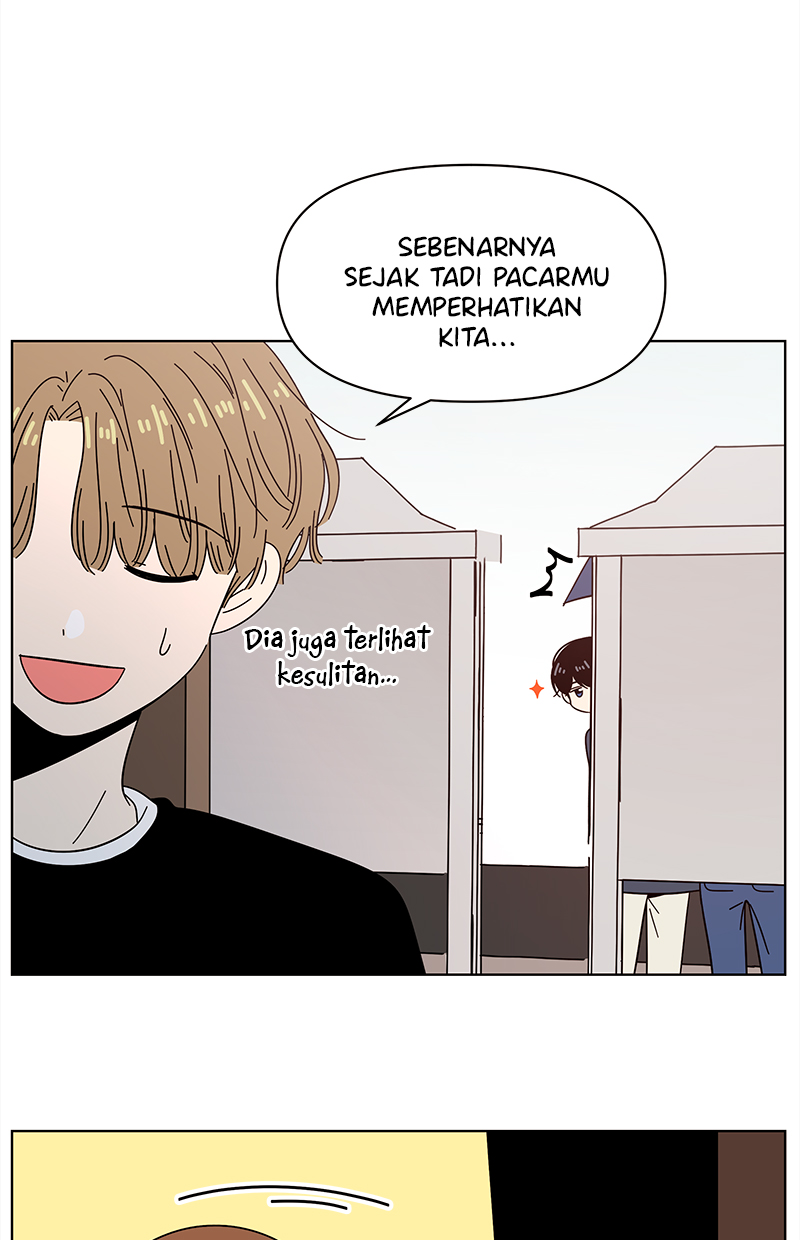 SEBENARNYA
SEJAK TADI PACARMU
MEMPERHATIKAN
KITA...
Dia juga terlihat
kesulitan...